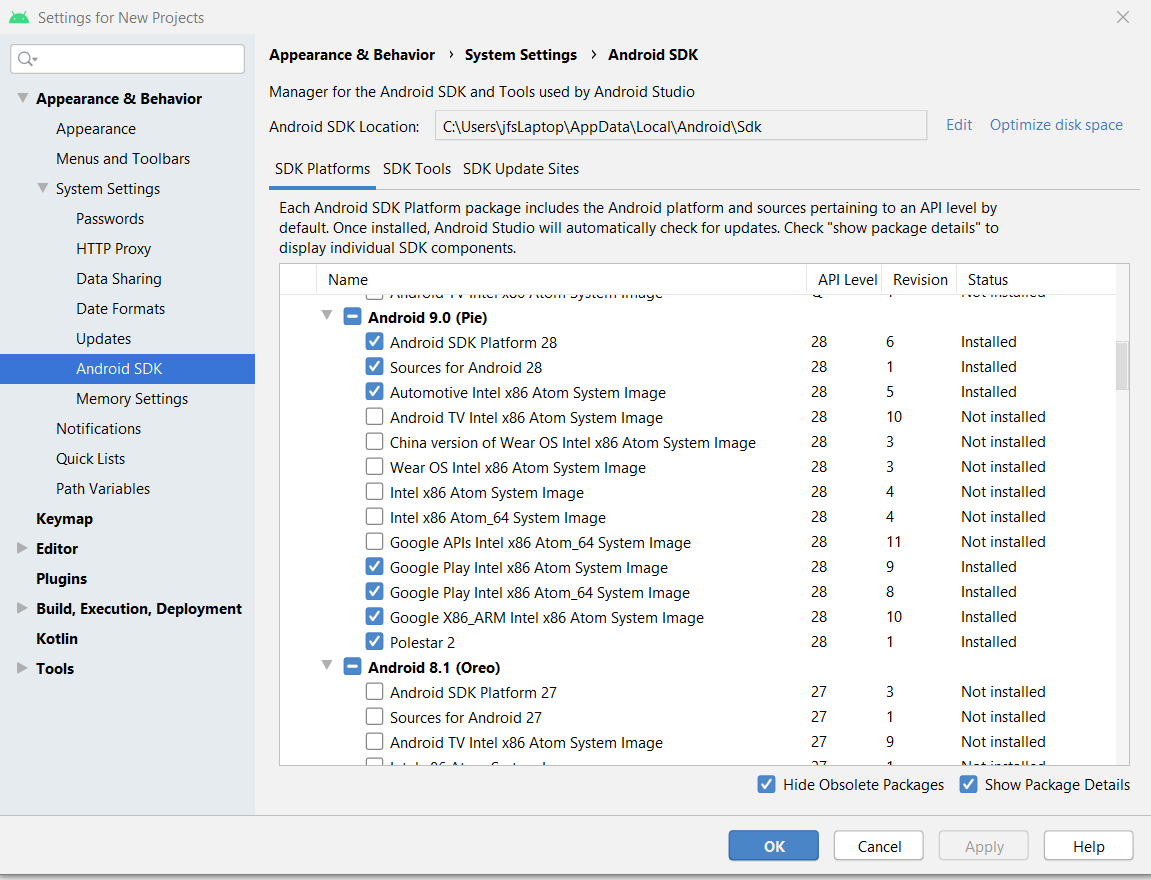 Settings for New Projects
Appearance & Behavior
Appearance
Menus and Toolbars
System Settings
Passwords
HTTP Proxy
Data Sharing
Date Formats
Updates
Android SDK
Memory Settings
Notifications
Quick Lists
Path Variables
Keymap
Editor
Plugins
Build, Execution, Deployment
Kotlin
Tools
Appearance & Behavior › System Settings › Android SDK
Manager for the Android SDK and Tools used by Android Studio
Android SDK Location: C:\Users\jfsLaptop\AppData\Local\Android\Sdk Edit Optimize disk space
SDK Platforms SDK Tools SDK Update Sites
Each Android SDK Platform package includes the Android platform and sources pertaining to an API level by
default. Once installed, Android Studio will automatically check for updates. Check "show package details" to
display individual SDK components.
Name API Level Revision Status
Android TV Intel x86 Atom System Image Q Not installed
Android 9.0 (Pie)
Android SDK Platform 28 28 6 Installed
Sources for Android 28 28 1 Installed
Automotive Intel x86 Atom System Image 28 5 Installed
Android TV Intel x86 Atom System Image 28 10 Not installed
China version of Wear OS Intel x86 Atom System Image 28 3 Not installed
Wear OS Intel x86 Atom System Image 28 3 Not installed
Intel x86 Atom System Image 28 4 Not installed
Intel x86 Atom_64 System Image 28 4 Not installed
Google APIs Intel x86 Atom_64 System Image 28 11 Not installed
Google Play Intel x86 Atom System Image 28 9 Installed
Google Play Intel x86 Atom_64 System Image 28 8 Installed
Google X86_ARM Intel x86 Atom System Image 28 10 Installed
Polestar 2 28 1 Installed
Android 8.1 (Oreo)
Android SDK Platform 27 27 3 Not installed
Sources for Android 27 27 1 Not installed
Android TV Intel x86 Atom System Image 27 9 Not installed
Hide Obsolete Packages Show Package Details
OK Cancel Apply Help